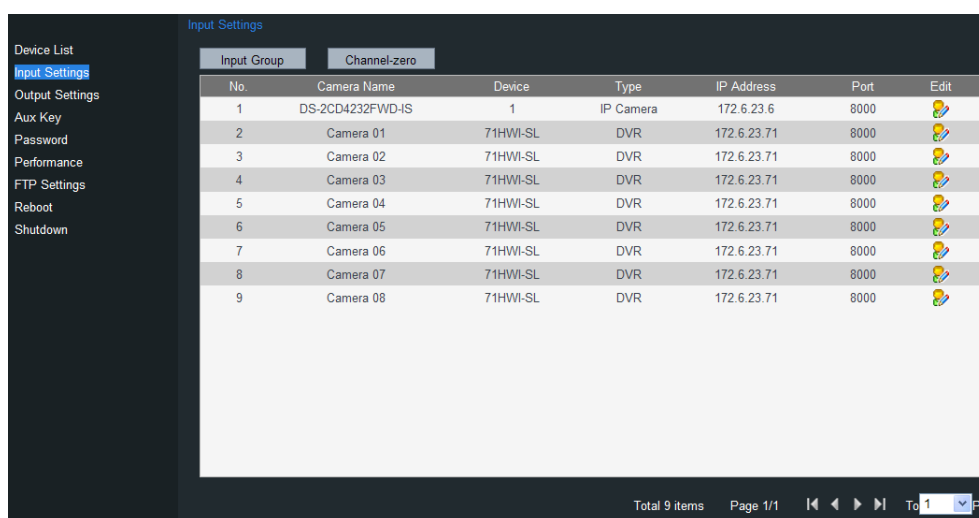 Input Settings
Device List
Input Settings
Output Settings
Aux Key
Password
Performance
FTP Settings
Reboot
Shutdown
Input Group Channel-zero
No. Camera Name Device Type IP Address Port Edit
1 DS-2CD4232FWD-IS 1 IP Camera 172.6.23.6 8000
2 Camera 01 71HWI-SL DVR 172.6.23.71 8000
3 Camera 02 71HWI-SL DVR 172.6.23.71 8000
4 Camera 03 71HWI-SL DVR 172.6.23.71 8000
5 Camera 04 71HWI-SL DVR 172.6.23.71 8000
6 Camera 05 71HWI-SL DVR 172.6.23.71 8000
7 Camera 06 71HWI-SL DVR 172.6.23.71 8000
8 Camera 07 71HWI-SL DVR 172.6.23.71 8000
9 Camera 08 71HWI-SL DVR 172.6.23.71 8000
Total 9 items Page 1/1 To 1 P